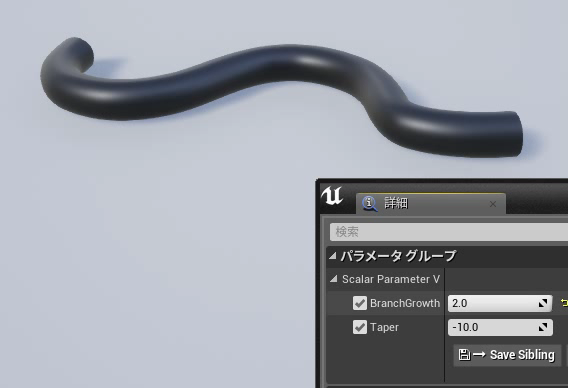 詳細
検索
パラメータ グループ
Scalar Parameter V
BranchGrowth 2.0
Taper -10.0
Save Sibling